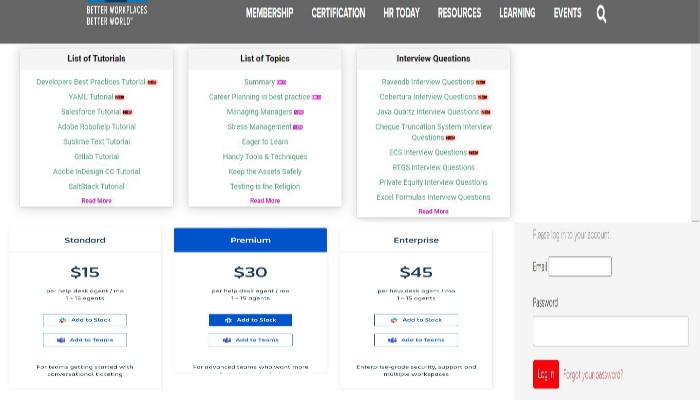 BETTER WORKPLACES
BETTER WORLD™
MEMBERSHIP CERTIFICATION HR TODAY RESOURCES LEARNING EVENTS
List of Tutorials
Developers Best Practices Tutorial NEW
YAML Tutorial NEW
Salesforce Tutorial NEW
Adobe Robohelp Tutorial
Sublime Text Tutorial
Gitlab Tutorial
Adobe InDesign CC Tutorial
SaltStack Tutorial
Read More
List of Topics
Summary
Career Planning in best practice
Managing Managers
Stress Management
Eager to Learn
Handy Tools & Techniques
Keep the Assets Safely
Testing is the Religion
Read More
Interview Questions
Ravendb Interview Questions NEW
Cobertura Interview Questions NEW
Java Quartz Interview Questions NEW
Cheque Truncation System Interview
Questions NEW
ECS Interview Questions NEW
RTGS Interview Questions
Private Equity Interview Questions
Excel Formulas Interview Questions
Read More
Standard
$15
per help desk agent / mo
1 – 15 agents
Add to Slack
Add to Teams
For teams getting started with
conversational ticketing
Premium
$30
per help desk agent / mo
1 – 15 agents
Add to Slack
Add to Teams
For advanced teams who want more
Enterprise
$45
per help desk agent / mo
1 – 15 agents
Add to Slack
Add to Teams
Enterprise-grade security, support and
multiple workspaces
Please log in to your account
Email
Password
Log in Forgot your password?